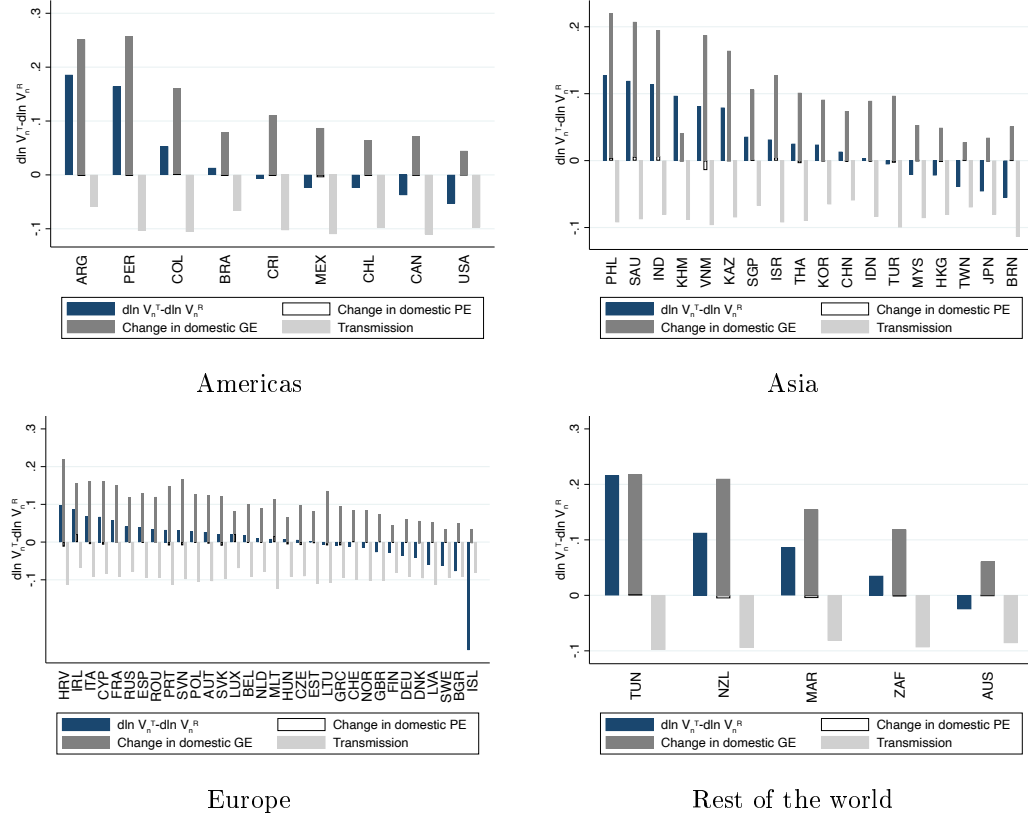 .3
.2
.1
0
-.1
dln V_n^T-dln V_n^R
ARG PER COL BRA CRI MEX CHL CAN USA
dln V_n^T-dln V_n^R Change in domestic PE
Change in domestic GE Transmission
Americas
.2
.1
0
-.1
dln V_n^T-dln V_n^R
PHL SAU IND KHM VNM KAZ SGP ISR THA KOR CHN IDN TUR MYS HKG TWN JPN BRN
dln V_n^T-dln V_n^R Change in domestic PE
Change in domestic GE Transmission
Asia
.3
.2
.1
0
-.1
dln V_n^T-dln V_n^R
HRV IRL ITA CYP FRA RUS ESP ROU PRT SVN POL AUT SVK LUX BEL NLD MLT HUN CZE EST LTU GRC CHE NOR GBR FIN DEU DNK LVA SWE BGR ISL
dln V_n^T-dln V_n^R Change in domestic PE
Change in domestic GE Transmission
Europe
.3
.2
.1
0
-.1
dln V_n^T-dln V_n^R
TUN NZL MAR ZAF AUS
dln V_n^T-dln V_n^R Change in domestic PE
Change in domestic GE Transmission
Rest of the world